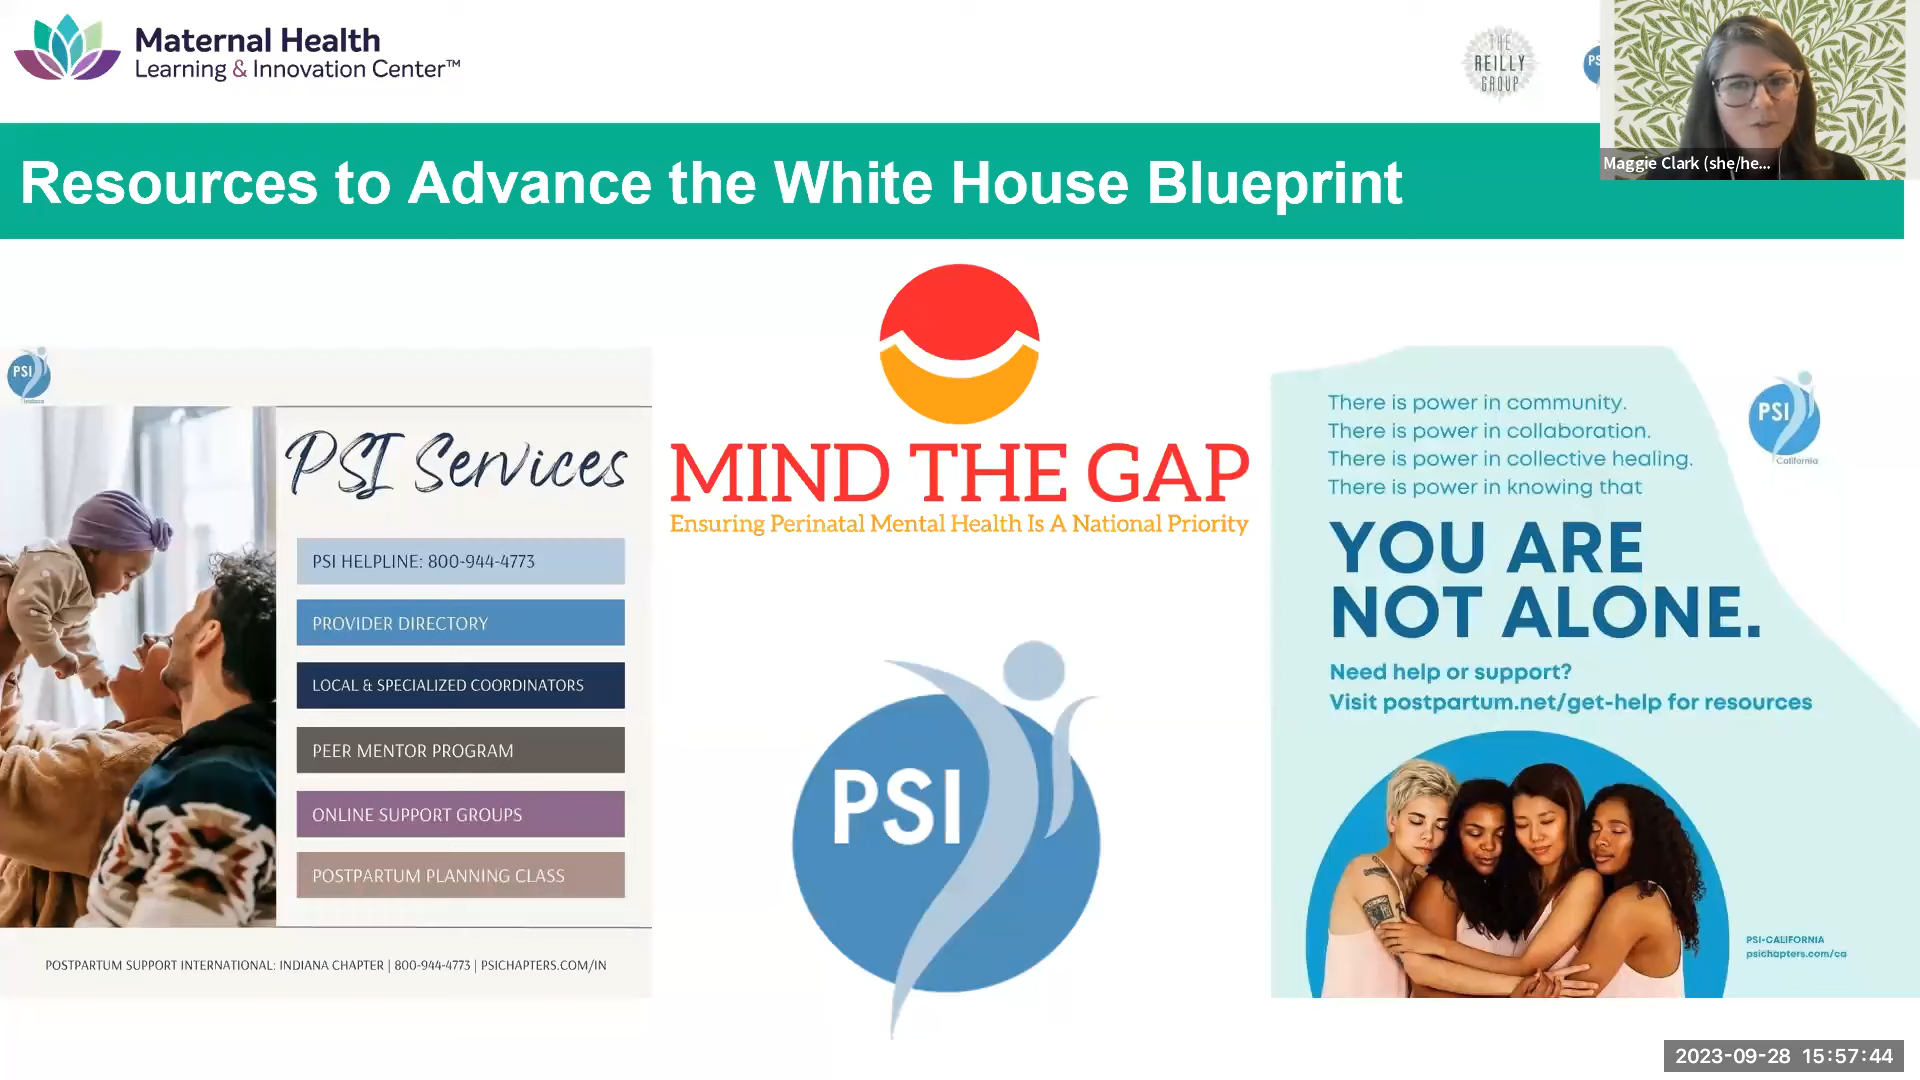 Maternal Health
Learning & Innovation Center™
THE
REILLY
GROUP
PS
Maggie Clark (she/he...
Resources to Advance the White House Blueprint
PSI
Indiana
PSI Services
PSI HELPLINE: 800-944-4773
PROVIDER DIRECTORY
LOCAL & SPECIALIZED COORDINATORS
PEER MENTOR PROGRAM
ONLINE SUPPORT GROUPS
POSTPARTUM PLANNING CLASS
POSTPARTUM SUPPORT INTERNATIONAL: INDIANA CHAPTER | 800-944-4773 | PSICHAPTERS.COM/IN
MIND THE GAP
Ensuring Perinatal Mental Health Is A National Priority
PSI
There is power in community.
There is power in collaboration.
There is power in collective healing.
There is power in knowing that
PSI
California
YOU ARE
NOT ALONE.
Need help or support?
Visit postpartum.net/get-help for resources
PSI-CALIFORNIA
psichapters.com/ca
2023-09-28 15:57:44